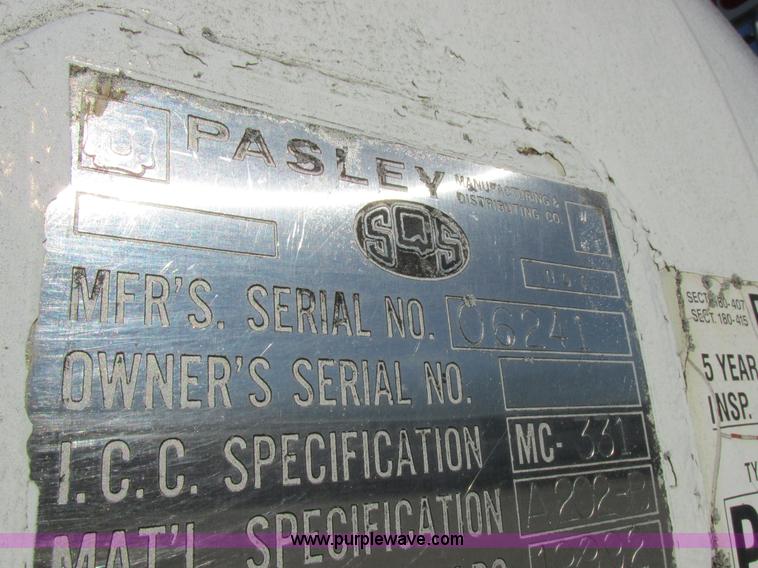 PASLEY
MANUFACTURING &
DISTRIBUTING CO.
SQS
MFR'S. SERIAL NO. 06241
OWNER'S SERIAL NO.
I.C.C. SPECIFICATION MC-331
MAT'L SPECIFICATION A202-B
SECT. 180-407
SECT. 180-415
5 YEAR
INSP.
www.purplewave.com